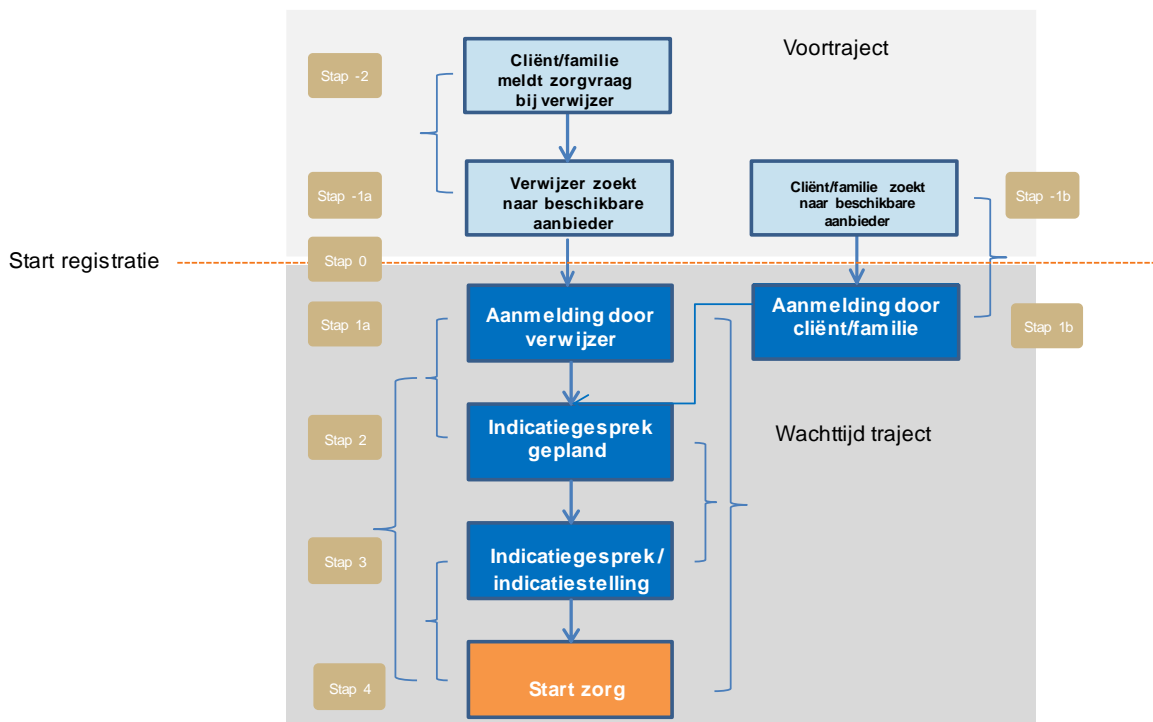 Voortraject
Stap -2
Cliënt/familie
meldt zorgvraag
bij verwijzer
Stap -1a
Verwijzer zoekt
naar beschikbare
aanbieder
Cliënt/familie zoekt
naar beschikbare
aanbieder
Stap -1b
Start registratie
Stap 0
Stap 1a
Aanmelding door
verwijzer
Aanmelding door
cliënt/familie
Stap 1b
Stap 2
Indicatiegesprek
gepland
Wachttijd traject
Stap 3
Indicatiegesprek/
indicatiestelling
Stap 4
Start zorg